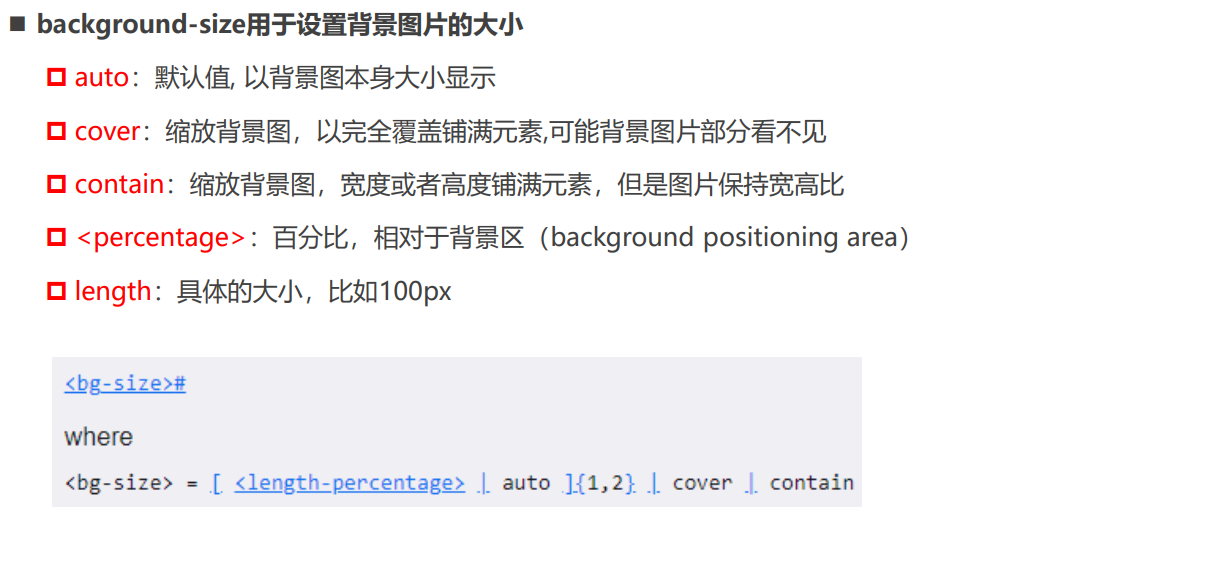 background-size用于设置背景图片的大小
auto：默认值, 以背景图本身大小显示
cover：缩放背景图，以完全覆盖铺满元素,可能背景图片部分看不见
contain：缩放背景图，宽度或者高度铺满元素，但是图片保持宽高比
<percentage>：百分比，相对于背景区（background positioning area）
length：具体的大小，比如100px
<bg-size>#
where
<bg-size> = [ <length-percentage> | auto ]{1,2} | cover | contain